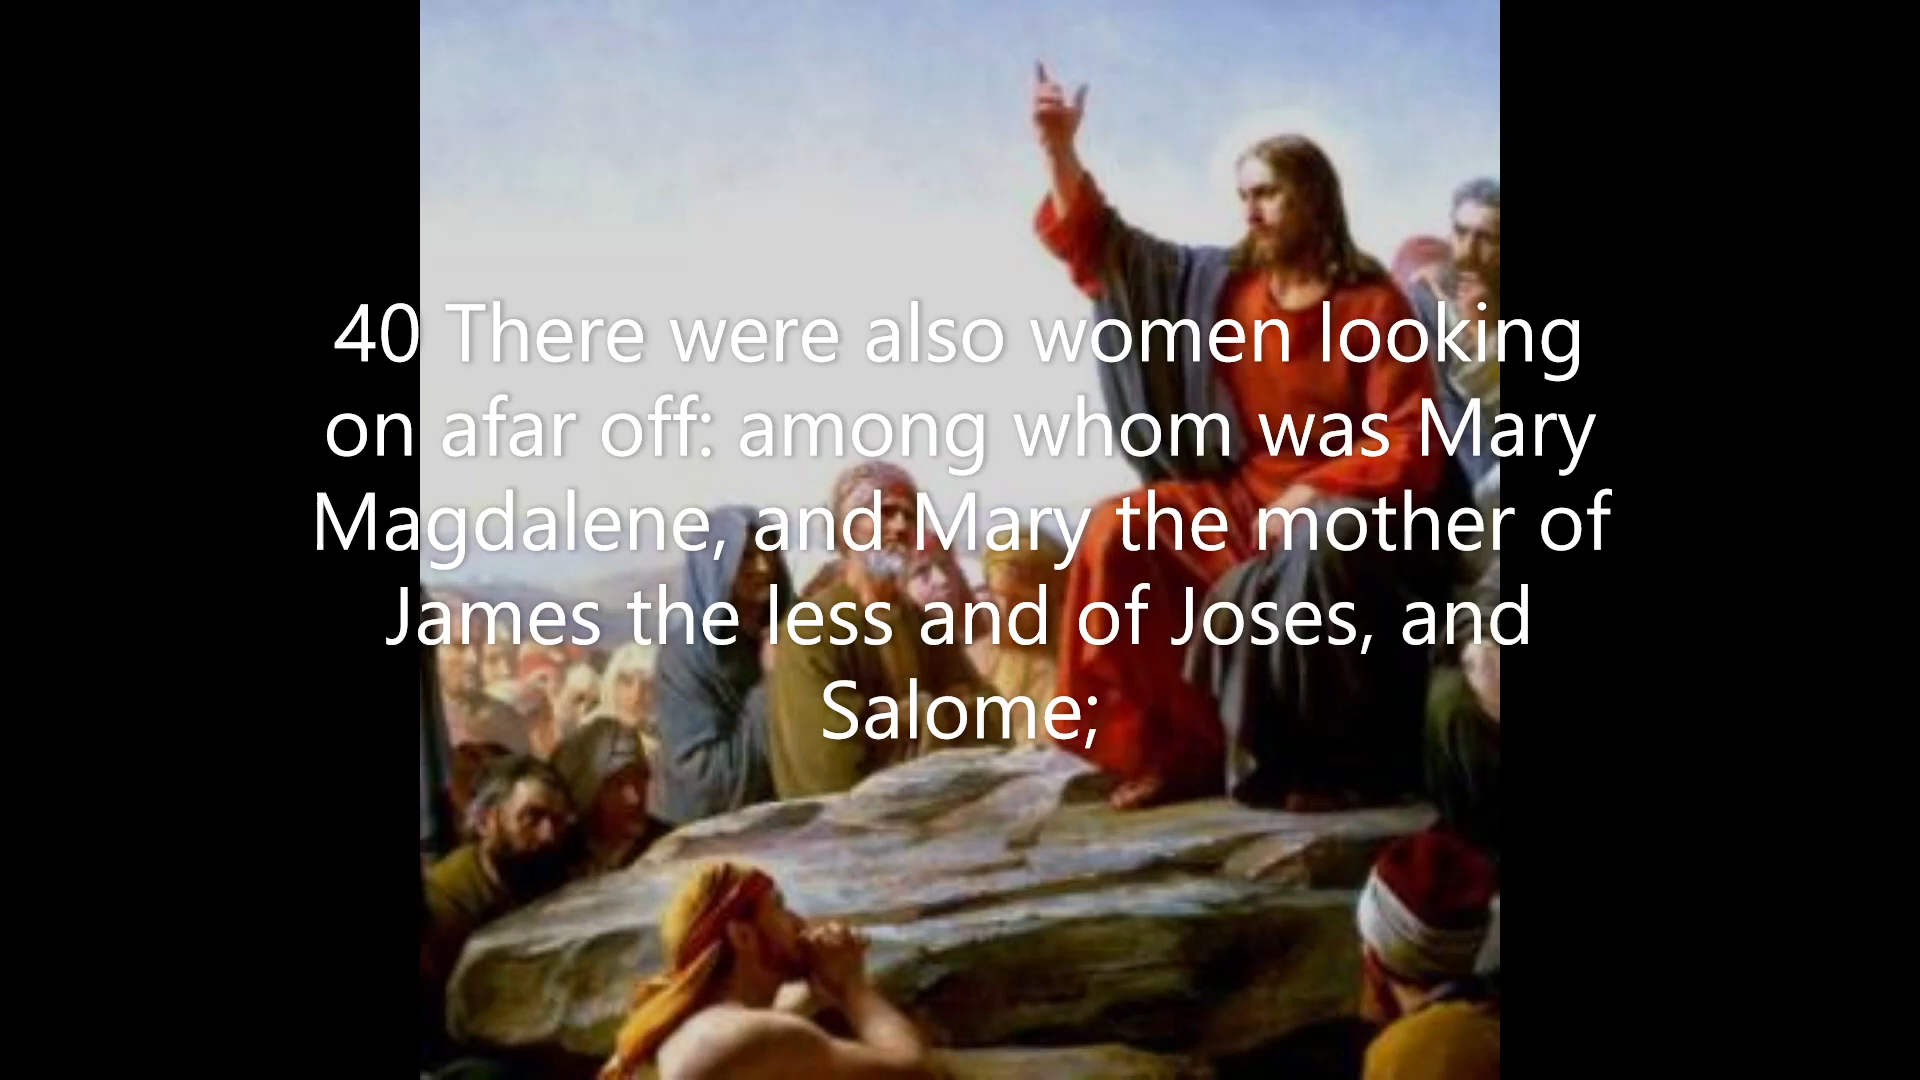 40 There were also women looking
on afar off: among whom was Mary
Magdalene, and Mary the mother of
James the less and of Joses, and
Salome;